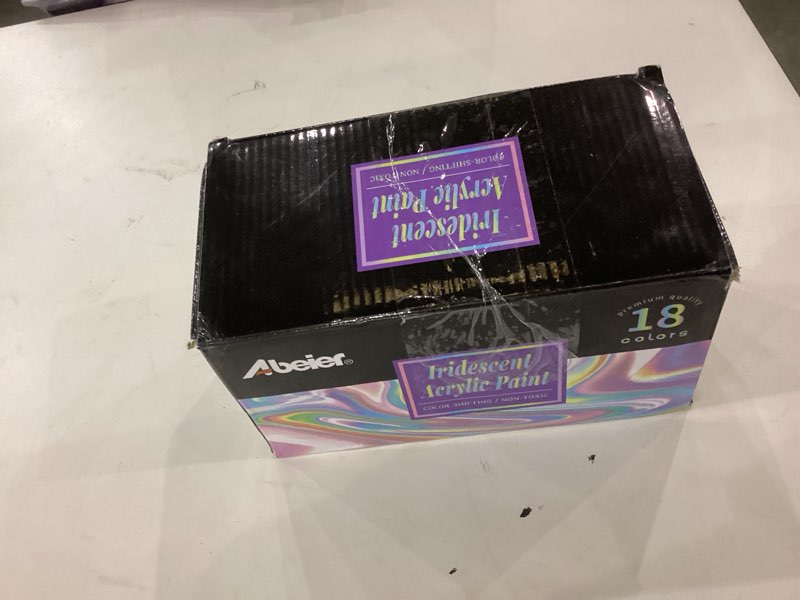 Iridescent
Acrylic Paint
COLOR-SHIFTING / NON-TOXIC
Abeier®
premium quality
18
colors
Iridescent
Acrylic Paint
COLOR-SHIFTING / NON-TOXIC